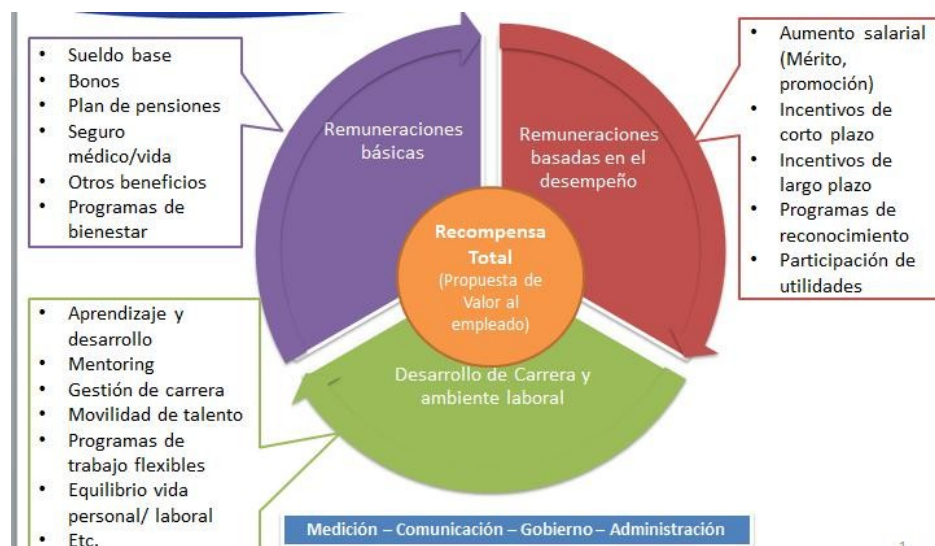 • Sueldo base
• Bonos
• Plan de pensiones
• Seguro
médico/vida
• Otros beneficios
• Programas de
bienestar
Remuneraciones
básicas
Remuneraciones
basadas en el
desempeño
• Aumento salarial
(Mérito,
promoción)
• Incentivos de
corto plazo
• Incentivos de
largo plazo
• Programas de
reconocimiento
• Participación de
utilidades
Recompensa
Total
(Propuesta de
Valor al
empleado)
• Aprendizaje y
desarrollo
• Mentoring
• Gestión de carrera
• Movilidad de talento
• Programas de
trabajo flexibles
• Equilibrio vida
personal/ laboral
• Etc.
Desarrollo de Carrera y
ambiente laboral
Medición – Comunicación – Gobierno – Administración